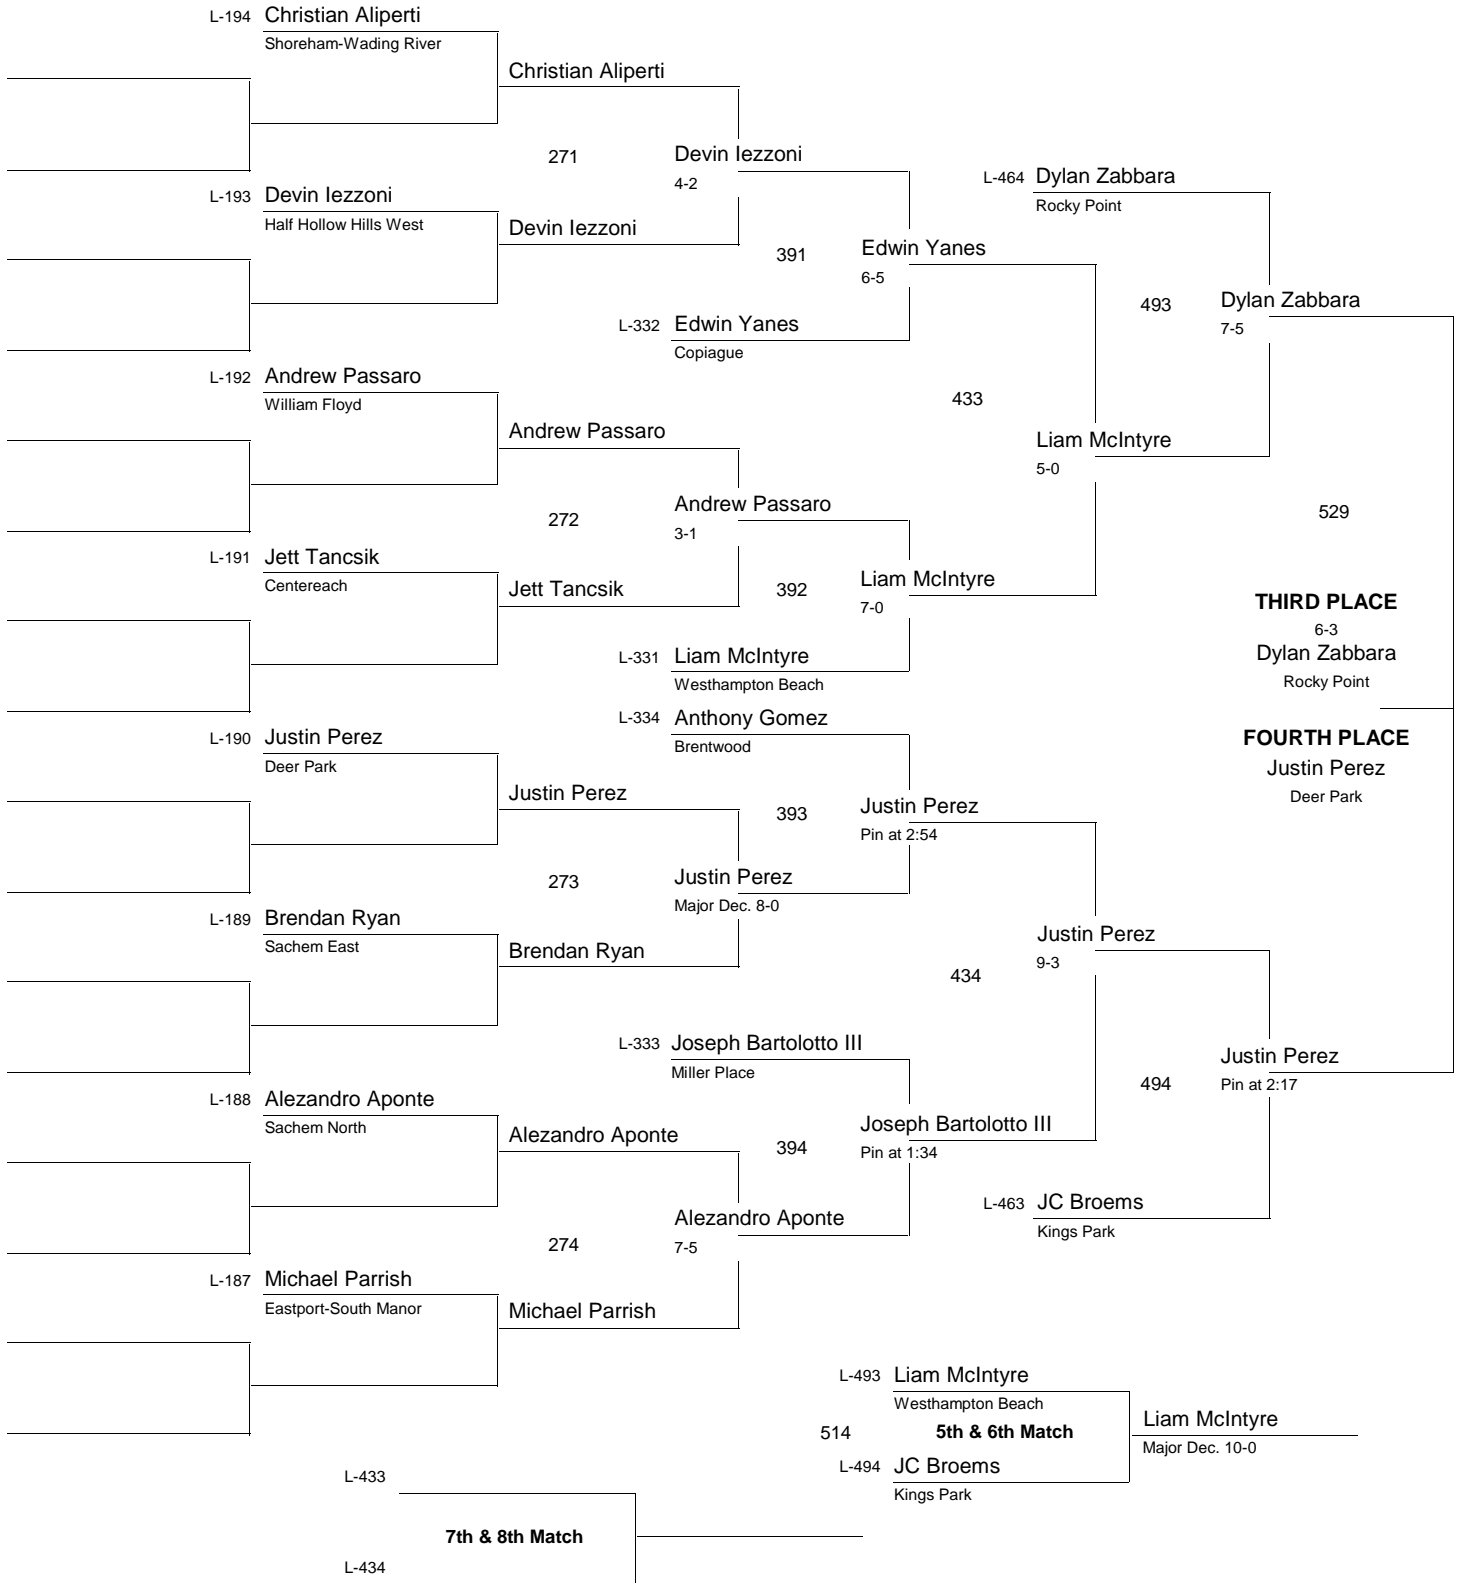 L-194 Christian Aliperti
Shoreham-Wading River
Christian Aliperti
271 Devin Iezzoni
4-2
L-464 Dylan Zabbara
Rocky Point
L-193 Devin Iezzoni
Half Hollow Hills West
Devin Iezzoni
391 Edwin Yanes
6-5
493 Dylan Zabbara
7-5
L-332 Edwin Yanes
Copiague
L-192 Andrew Passaro
William Floyd
433
Andrew Passaro
Liam McIntyre
5-0
272 Andrew Passaro
3-1
529
L-191 Jett Tancsik
Centereach
Jett Tancsik
392 Liam McIntyre
7-0
THIRD PLACE
6-3
Dylan Zabbara
Rocky Point
L-331 Liam McIntyre
Westhampton Beach
L-334 Anthony Gomez
Brentwood
L-190 Justin Perez
Deer Park
FOURTH PLACE
Justin Perez
Deer Park
Justin Perez
393 Justin Perez
Pin at 2:54
273 Justin Perez
Major Dec. 8-0
L-189 Brendan Ryan
Sachem East
Brendan Ryan
434 Justin Perez
9-3
L-333 Joseph Bartolotto III
Miller Place
494 Justin Perez
Pin at 2:17
L-188 Alezandro Aponte
Sachem North
Alezandro Aponte
394 Joseph Bartolotto III
Pin at 1:34
L-463 JC Broems
Kings Park
274 Alezandro Aponte
7-5
L-187 Michael Parrish
Eastport-South Manor
Michael Parrish
L-493 Liam McIntyre
Westhampton Beach
514 5th & 6th Match
Liam McIntyre
Major Dec. 10-0
L-494 JC Broems
Kings Park
L-433
7th & 8th Match
L-434